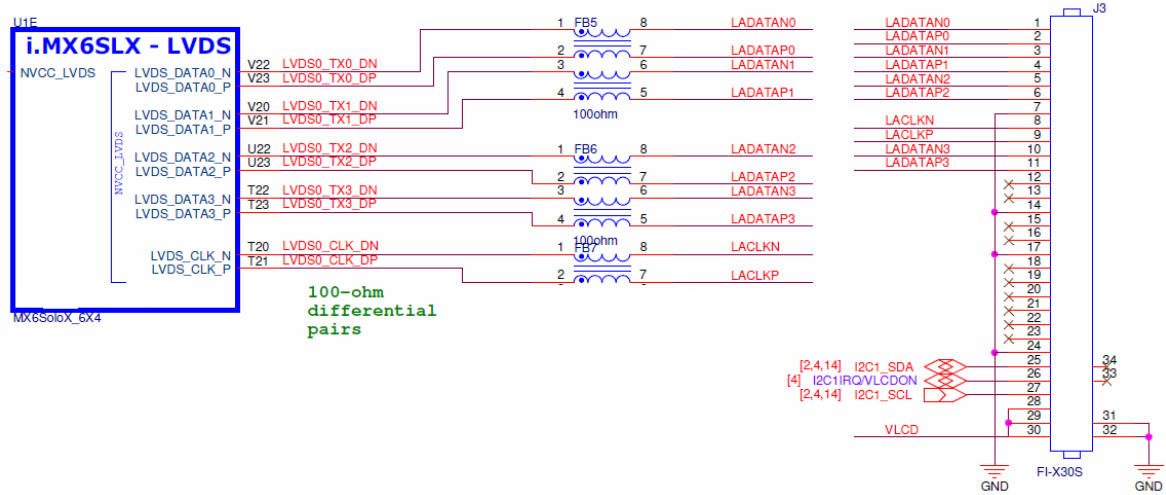 U1E
i.MX6SLX - LVDS
NVCC_LVDS
NVCC_LVDS
LVDS_DATA0_N V22 LVDS0_TX0_DN
LVDS_DATA0_P V23 LVDS0_TX0_DP
LVDS_DATA1_N V20 LVDS0_TX1_DN
LVDS_DATA1_P V21 LVDS0_TX1_DP
LVDS_DATA2_N U22 LVDS0_TX2_DN
LVDS_DATA2_P U23 LVDS0_TX2_DP
LVDS_DATA3_N T22 LVDS0_TX3_DN
LVDS_DATA3_P T23 LVDS0_TX3_DP
LVDS_CLK_N T20 LVDS0_CLK_DN
LVDS_CLK_P T21 LVDS0_CLK_DP
MX6SoloX_6X4
100-ohm
differential
pairs
1 FB5 8 LADATAN0
2 7 LADATAP0
3 6 LADATAN1
4 5 LADATAP1
100ohm
1 FB6 8 LADATAN2
2 7 LADATAP2
3 6 LADATAN3
4 5 LADATAP3
100ohm
1 FB7 8 LACLKN
2 7 LACLKP
J3
LADATAN0 1
LADATAP0 2
LADATAN1 3
LADATAP1 4
LADATAN2 5
LADATAP2 6
7
LACLKN 8
LACLKP 9
LADATAN3 10
LADATAP3 11
12
13
14
15
16
17
18
19
20
21
22
23
24
[2,4,14] I2C1_SDA 25 34
[4] I2C1IRQ/VLCDON 26 33
[2,4,14] I2C1_SCL 27
28
29 31
VLCD 30 32
FI-X30S
GND
GND